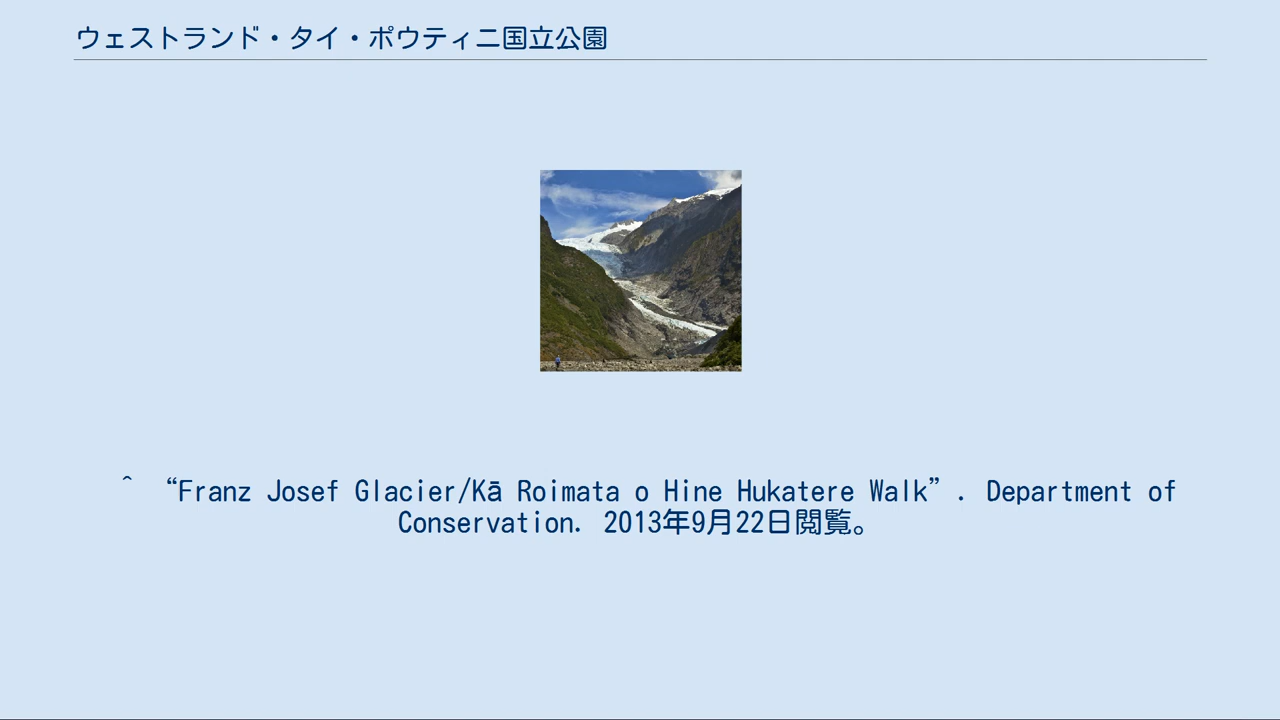 ウェストランド・タイ・ポウティニ国立公園
^ “Franz Josef Glacier/Kā Roimata o Hine Hukatere Walk”. Department of
Conservation. 2013年9月22日閲覧。